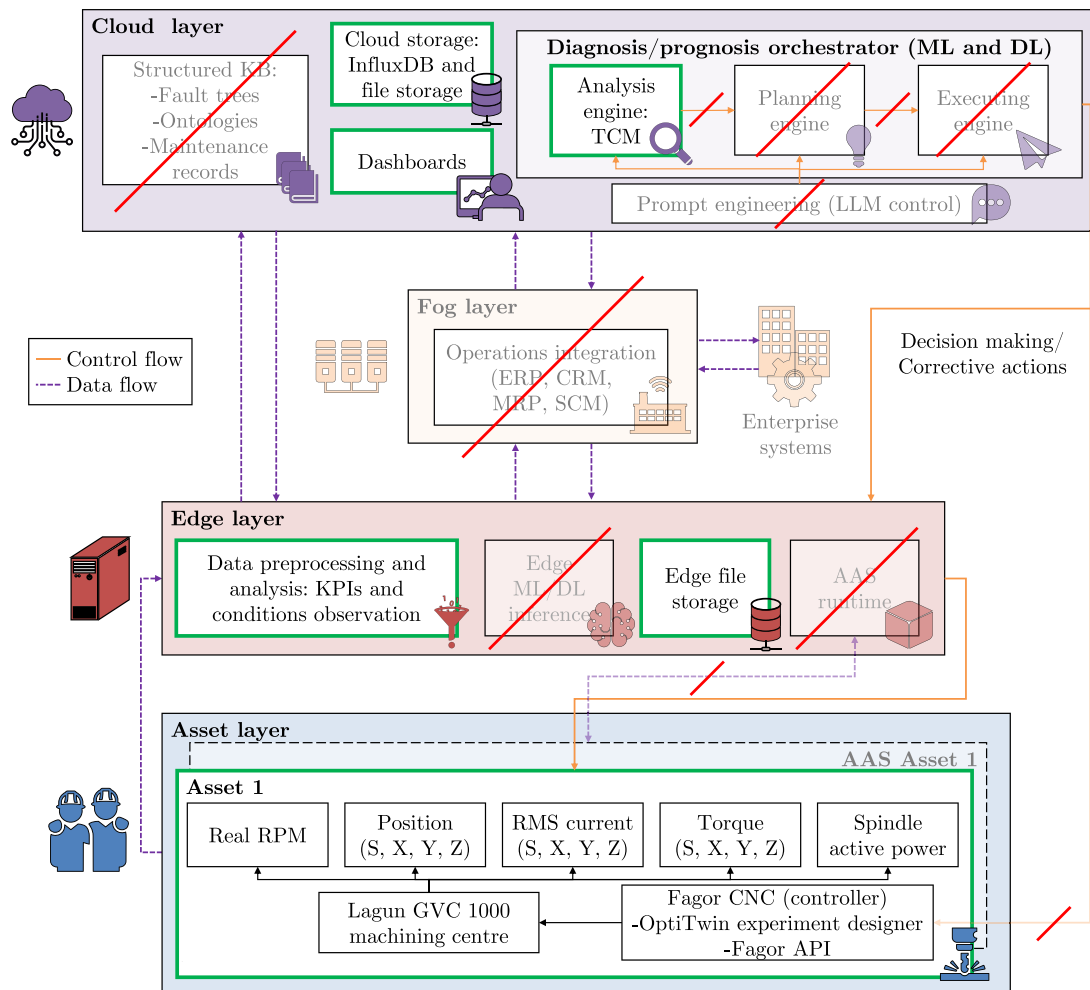 Cloud layer
Structured KB:
-Fault trees
-Ontologies
-Maintenance
records
Cloud storage:
InfluxDB and
file storage
Dashboards
Diagnosis/prognosis orchestrator (ML and DL)
Analysis
engine:
TCM
Planning
engine
Executing
engine
Prompt engineering (LLM control)
Fog layer
Operations integration
(ERP, CRM,
MRP, SCM)
Enterprise
systems
Control flow
Data flow
Decision making/
Corrective actions
Edge layer
Data preprocessing and
analysis: KPIs and
conditions observation
Edge
ML/DL
inference
Edge file
storage
AAS
runtime
Asset layer
AAS Asset 1
Asset 1
Real RPM
Position
(S, X, Y, Z)
RMS current
(S, X, Y, Z)
Torque
(S, X, Y, Z)
Spindle
active power
Lagun GVC 1000
machining centre
Fagor CNC (controller)
-OptiTwin experiment designer
-Fagor API